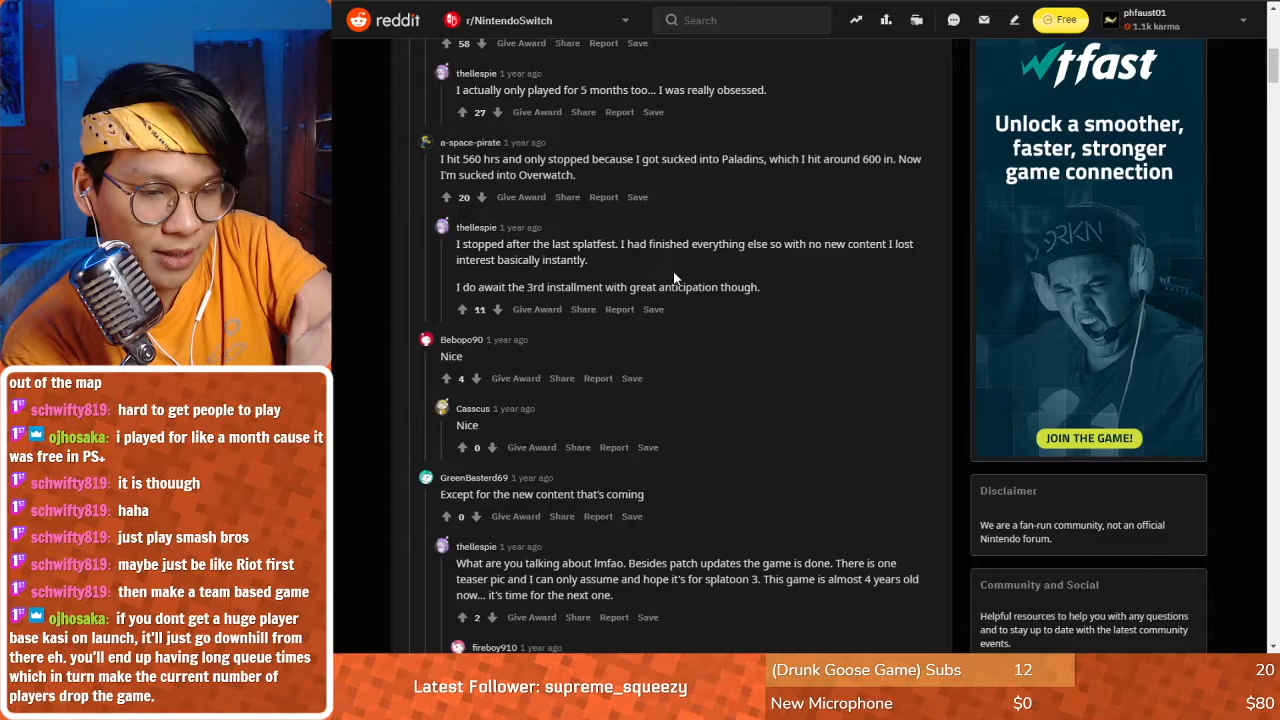 reddit
r/NintendoSwitch
Search
Free
phfaust01
1.1k karma
58 Give Award Share Report Save
thellespie 1 year ago
I actually only played for 5 months too... I was really obsessed.
27 Give Award Share Report Save
a-space-pirate 1 year ago
I hit 560 hrs and only stopped because I got sucked into Paladins, which I hit around 600 in. Now
I'm sucked into Overwatch.
20 Give Award Share Report Save
thellespie 1 year ago
I stopped after the last splatfest. I had finished everything else so with no new content I lost
interest basically instantly.
I do await the 3rd installment with great anticipation though.
11 Give Award Share Report Save
Bebopo90 1 year ago
Nice
4 Give Award Share Report Save
Casscus 1 year ago
Nice
0 Give Award Share Report Save
GreenBasterd69 1 year ago
Except for the new content that's coming
0 Give Award Share Report Save
thellespie 1 year ago
What are you talking about lmfao. Besides patch updates the game is done. There is one
teaser pic and I can only assume and hope it's for splatoon 3. This game is almost 4 years old
now... it's time for the next one.
2 Give Award Share Report Save
fireboy910 1 year ago
wtfast
Unlock a smoother,
faster, stronger
game connection
JOIN THE GAME!
Disclaimer
We are a fan-run community, not an official
Nintendo forum.
Community and Social
Helpful resources to help you with any questions
and to stay up to date with the latest community
events.
out of the map
1ST schwifty819: hard to get people to play
1ST ojhosaka: i played for like a month cause it
was free in PS+
1ST schwifty819: it is thouugh
1ST schwifty819: haha
1ST schwifty819: just play smash bros
1ST schwifty819: maybe just be like Riot first
1ST schwifty819: then make a team based game
1ST ojhosaka: if you dont get a huge player
base kasi on launch, it'll just go downhill from
there eh. you'll end up having long queue times
which in turn make the current number of
players drop the game.
Latest Follower: supreme_squeezy
(Drunk Goose Game) Subs 12 20
New Microphone $0 $80